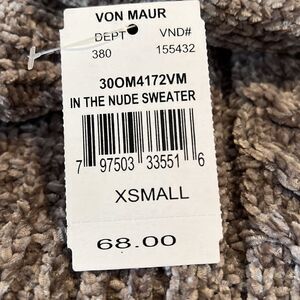 VON MAUR
DEPT VND#
380 155432
30OM4172VM
IN THE NUDE SWEATER
7 97503 33551 6
XSMALL
68.00